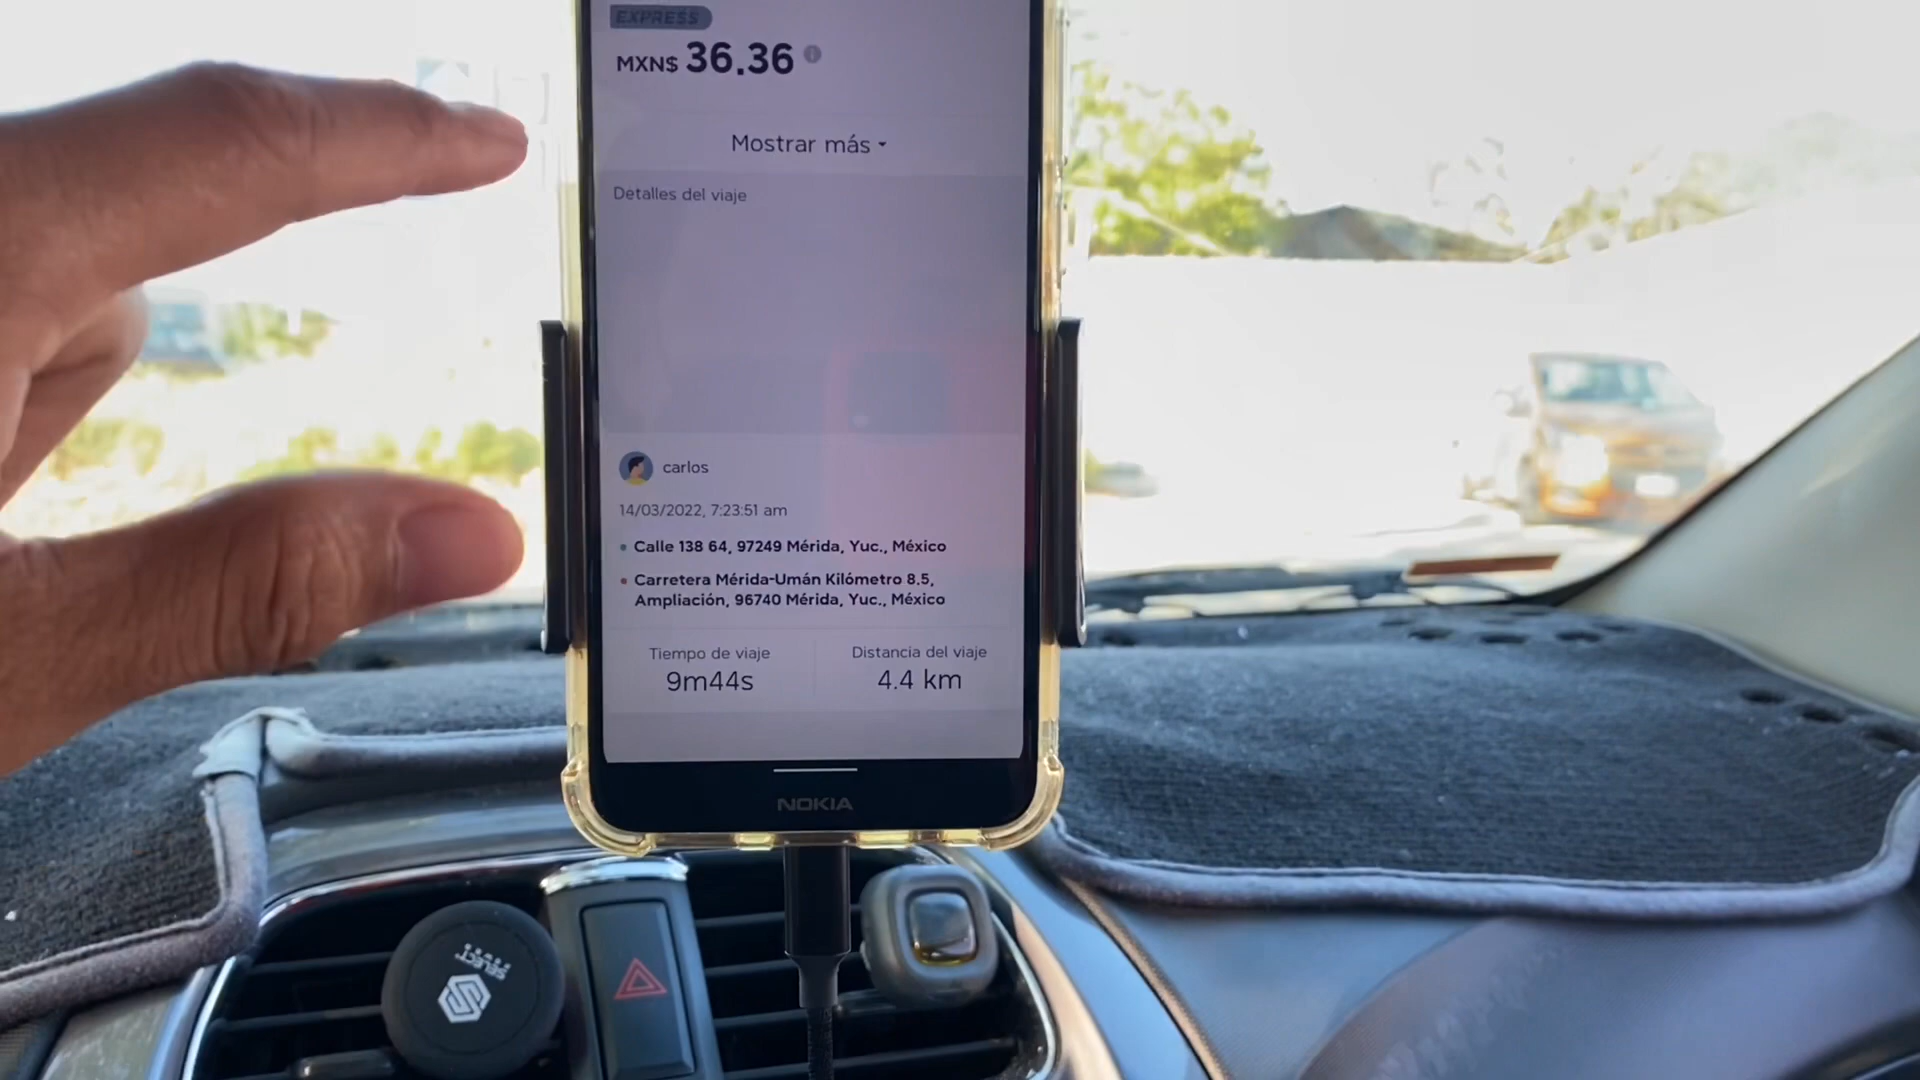 EXPRESS
MXN$ 36.36
Mostrar más
Detalles del viaje
carlos
14/03/2022, 7:23:51 am
Calle 138 64, 97249 Mérida, Yuc., México
Carretera Mérida-Umán Kilómetro 8.5,
Ampliación, 96740 Mérida, Yuc., México
Tiempo de viaje
Distancia del viaje
9m44s
4.4 km
NOKIA
SELECT
POWER